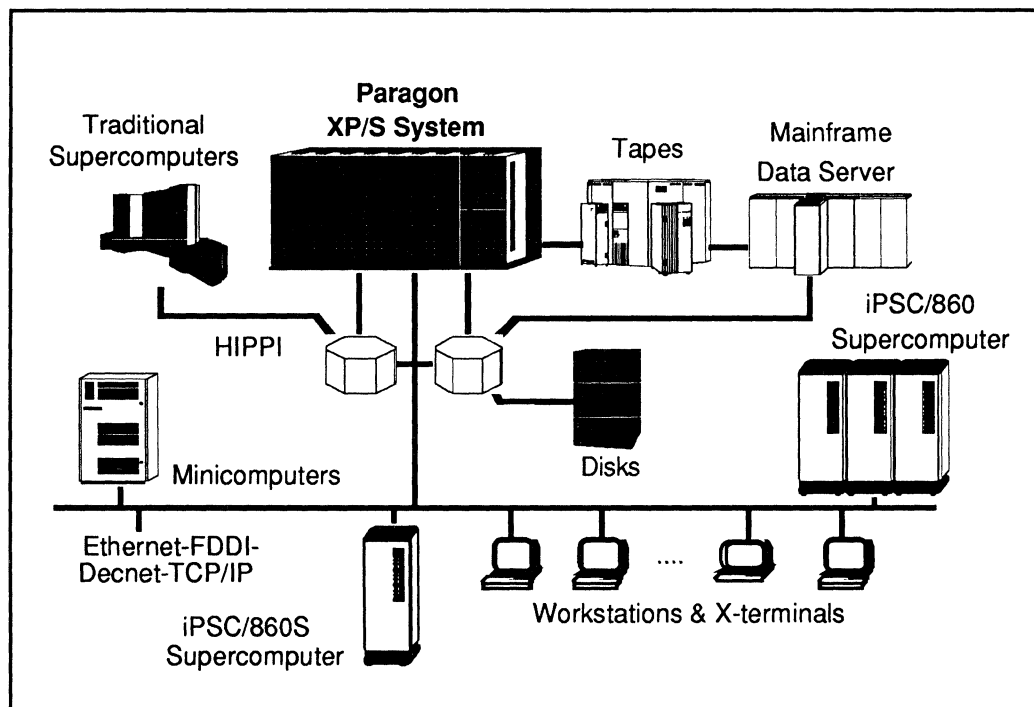 Paragon
XP/S System
Traditional
Supercomputers
Tapes
Mainframe
Data Server
HIPPI
iPSC/860
Supercomputer
Disks
Minicomputers
Ethernet-FDDI-
Decnet-TCP/IP
....
Workstations & X-terminals
iPSC/860S
Supercomputer